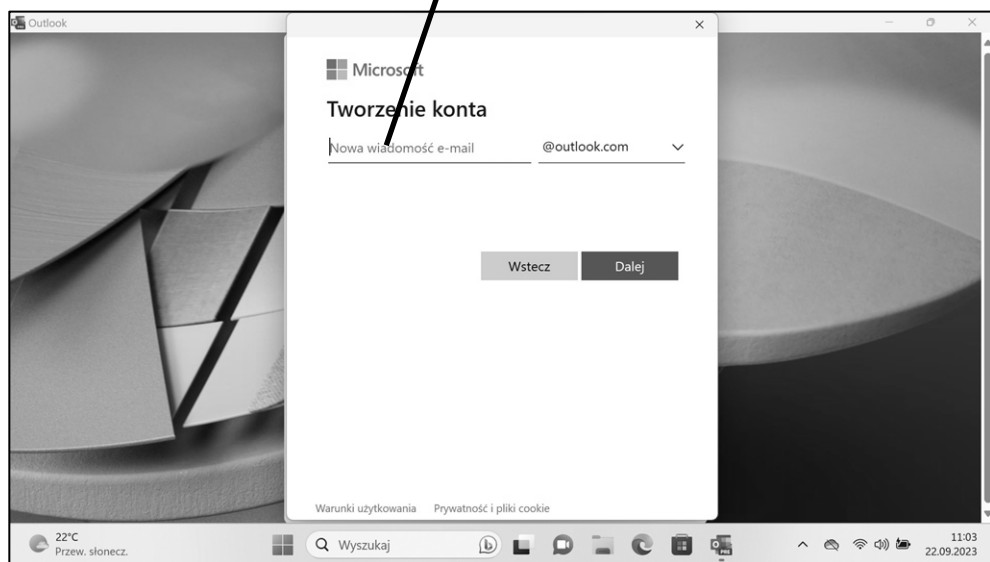 Outlook
Microsoft
Tworzenie konta
Nowa wiadomość e-mail @outlook.com
Wstecz Dalej
Warunki użytkowania Prywatność i pliki cookie
22°C
Przew. słonecz.
Wyszukaj
11:03
22.09.2023